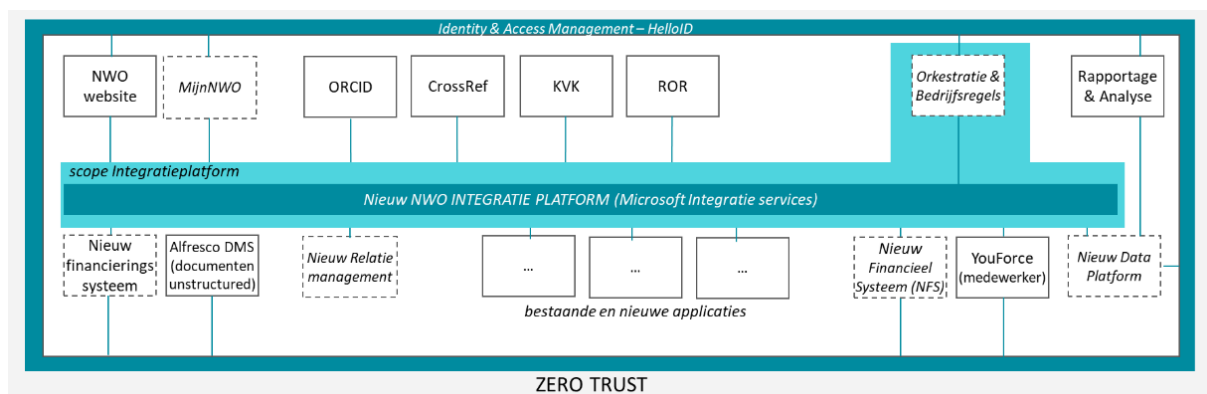 Identity & Access Management – HelloID
NWO
website
MijnNWO
ORCID
CrossRef
KVK
ROR
Orkestratie &
Bedrijfsregels
Rapportage
& Analyse
scope Integratieplatform
Nieuw NWO INTEGRATIE PLATFORM (Microsoft Integratie services)
Nieuw
financierings
systeem
Alfresco DMS
(documenten
unstructured)
Nieuw Relatie
management
...
...
...
bestaande en nieuwe applicaties
Nieuw
Financieel
Systeem (NFS)
YouForce
(medewerker)
Nieuw Data
Platform
ZERO TRUST